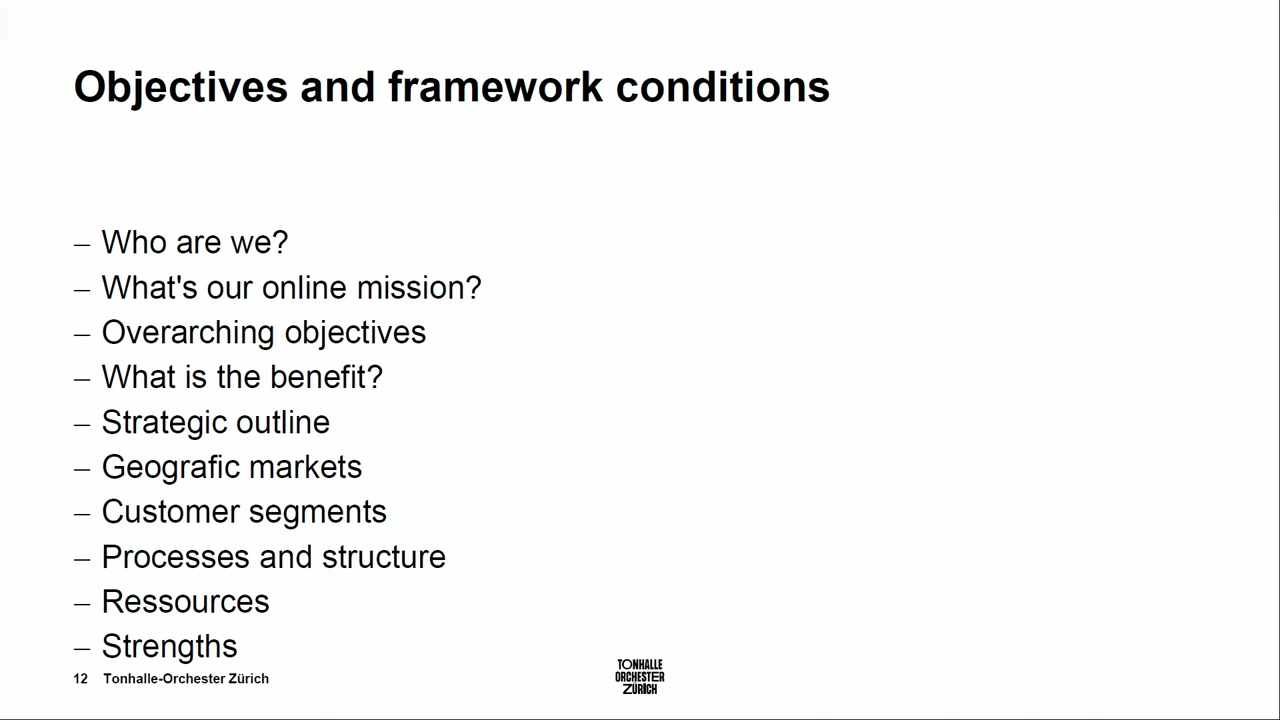 Objectives and framework conditions
– Who are we?
– What's our online mission?
– Overarching objectives
– What is the benefit?
– Strategic outline
– Geografic markets
– Customer segments
– Processes and structure
– Ressources
– Strengths
12 Tonhalle-Orchester Zürich
TONHALLE
ORCHESTER
ZÜRICH